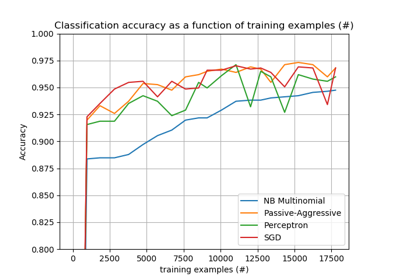 Classification accuracy as a function of training examples (#)
1.000
0.975
0.950
0.925
0.900
0.875
0.850
0.825
0.800
Accuracy
NB Multinomial
Passive-Aggressive
Perceptron
SGD
0 2500 5000 7500 10000 12500 15000 17500
training examples (#)